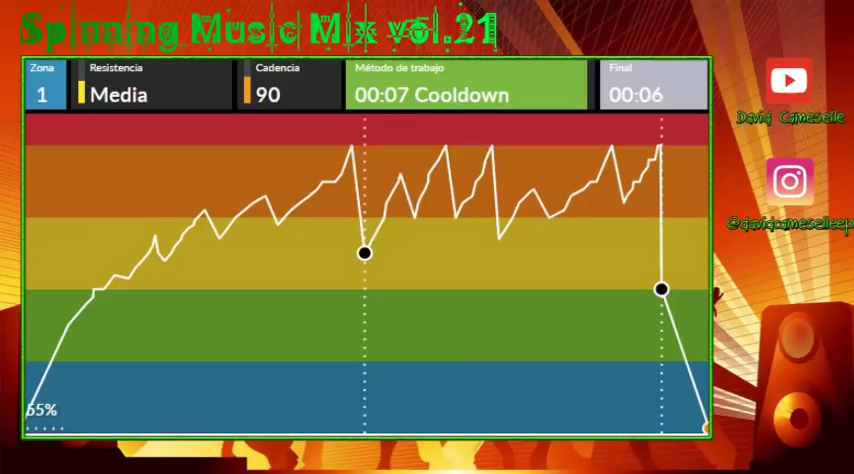 Spinning Music Mix vol.21
Zona
1
Resistencia
Media
Cadencia
90
Método de trabajo
00:07 Cooldown
Final
00:06
David Cameselle
@davidcameselleep
55%